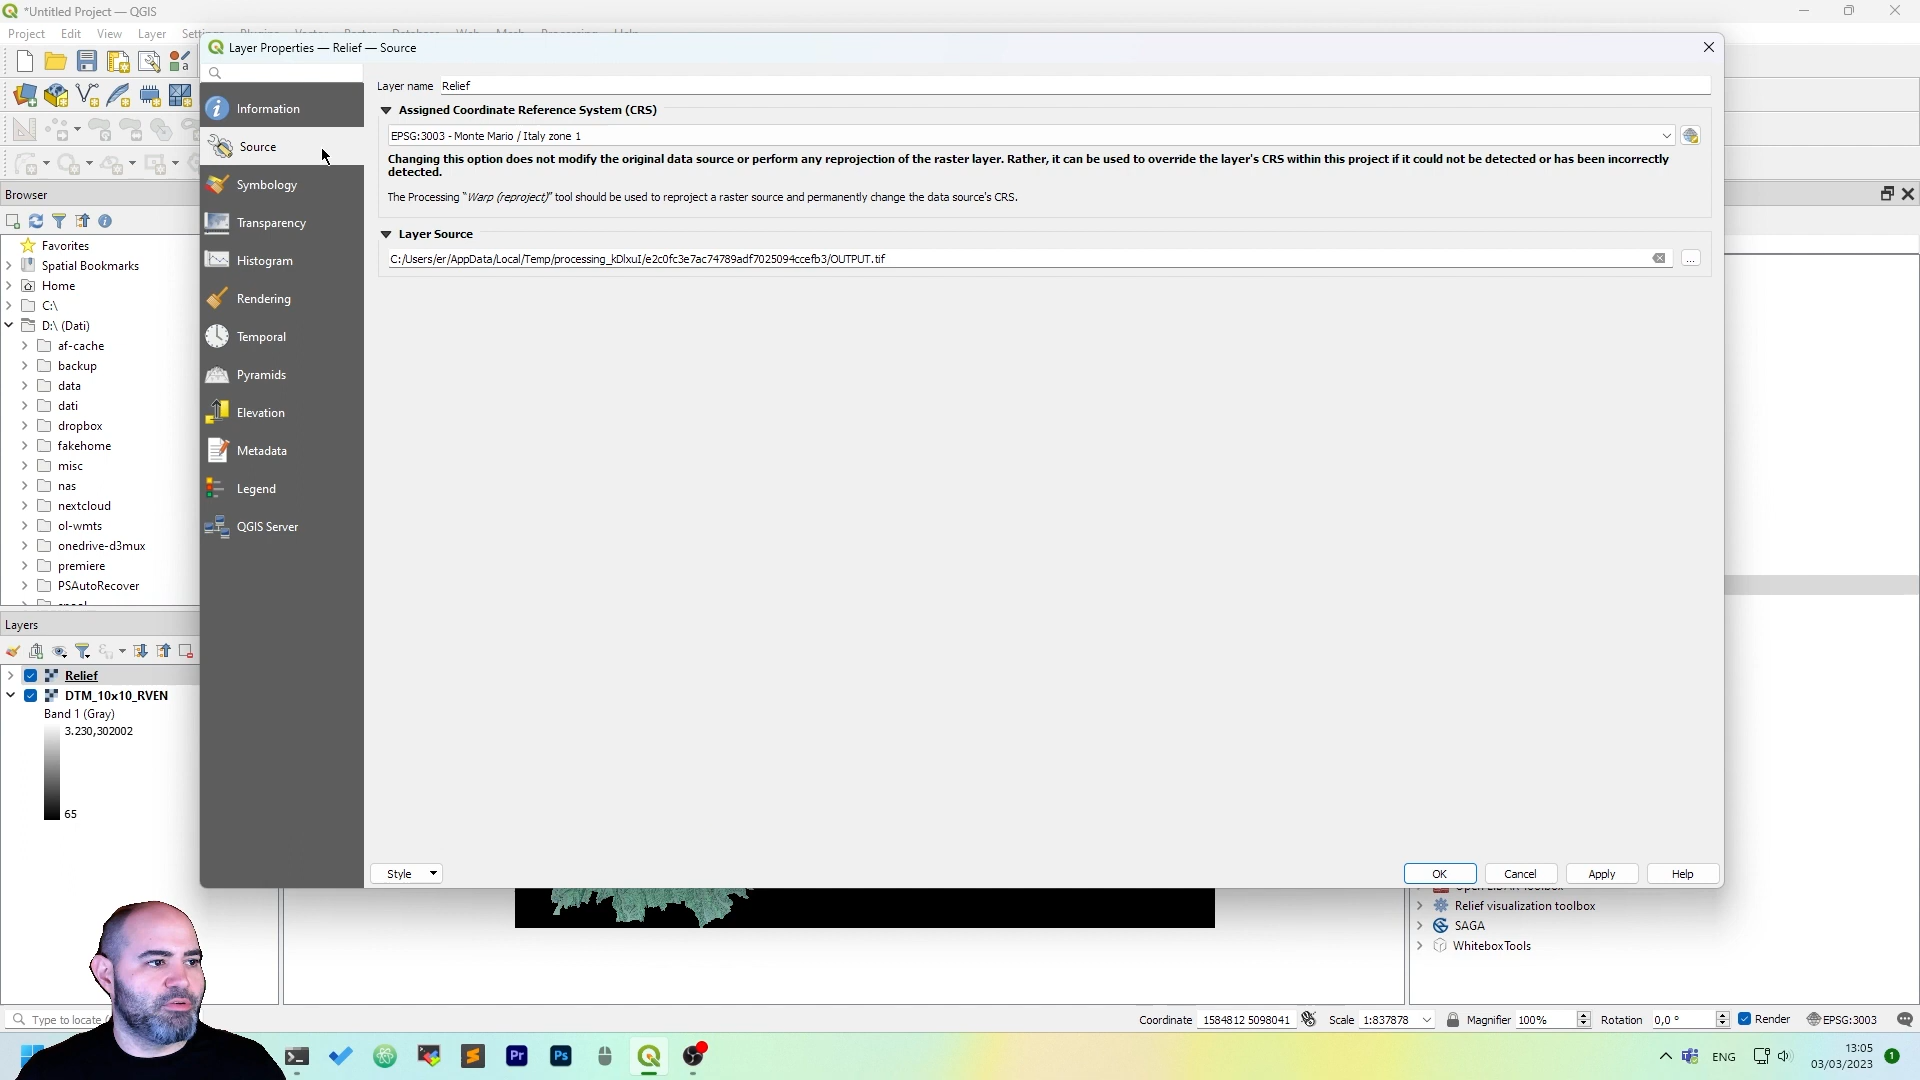 *Untitled Project — QGIS
Project Edit View Layer
Layer Properties — Relief — Source
Information
Source
Symbology
Transparency
Histogram
Rendering
Temporal
Pyramids
Elevation
Metadata
Legend
QGIS Server
Layer name Relief
Assigned Coordinate Reference System (CRS)
EPSG:3003 - Monte Mario / Italy zone 1
Changing this option does not modify the original data source or perform any reprojection of the raster layer. Rather, it can be used to override the layer's CRS within this project if it could not be detected or has been incorrectly
detected.
The Processing "Warp (reproject)" tool should be used to reproject a raster source and permanently change the data source's CRS.
Layer Source
C:/Users/er/AppData/Local/Temp/processing_kDlxuI/e2c0fc3e7ac74789adf7025094ccefb3/OUTPUT.tif
...
Style
OK Cancel Apply Help
Browser
Favorites
Spatial Bookmarks
Home
C:\
D:\ (Dati)
af-cache
backup
data
dati
dropbox
fakehome
misc
nas
nextcloud
ol-wmts
onedrive-d3mux
premiere
PSAutoRecover
Layers
Relief
DTM_10x10_RVEN
Band 1 (Gray)
3.230,302002
65
Relief visualization toolbox
SAGA
WhiteboxTools
Type to locate
Coordinate 1584812 5098041 Scale 1:837878 Magnifier 100% Rotation 0,0 ° Render EPSG:3003
Pr
Ps
ENG
13:05
03/03/2023
1